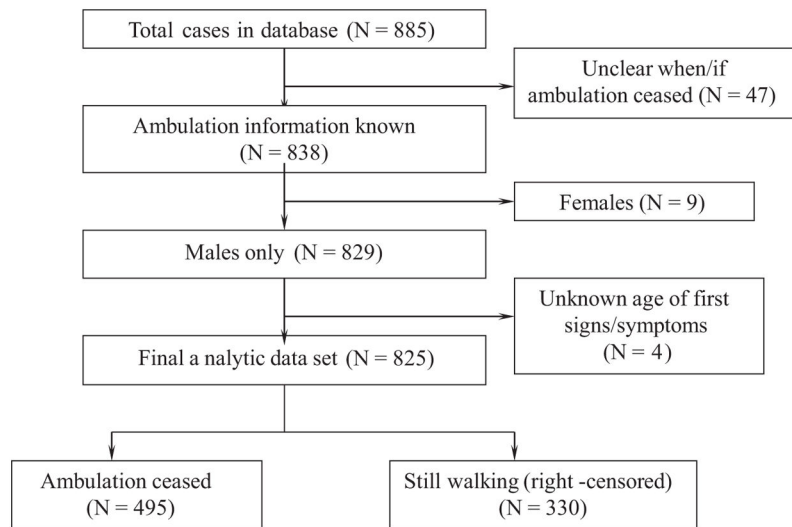 Total cases in database (N = 885)
Unclear when/if
ambulation ceased (N = 47)
Ambulation information known
(N = 838)
Females (N = 9)
Males only (N = 829)
Unknown age of first
signs/symptoms
(N = 4)
Final a nalytic data set (N = 825)
Ambulation ceased
(N = 495)
Still walking (right -censored)
(N = 330)